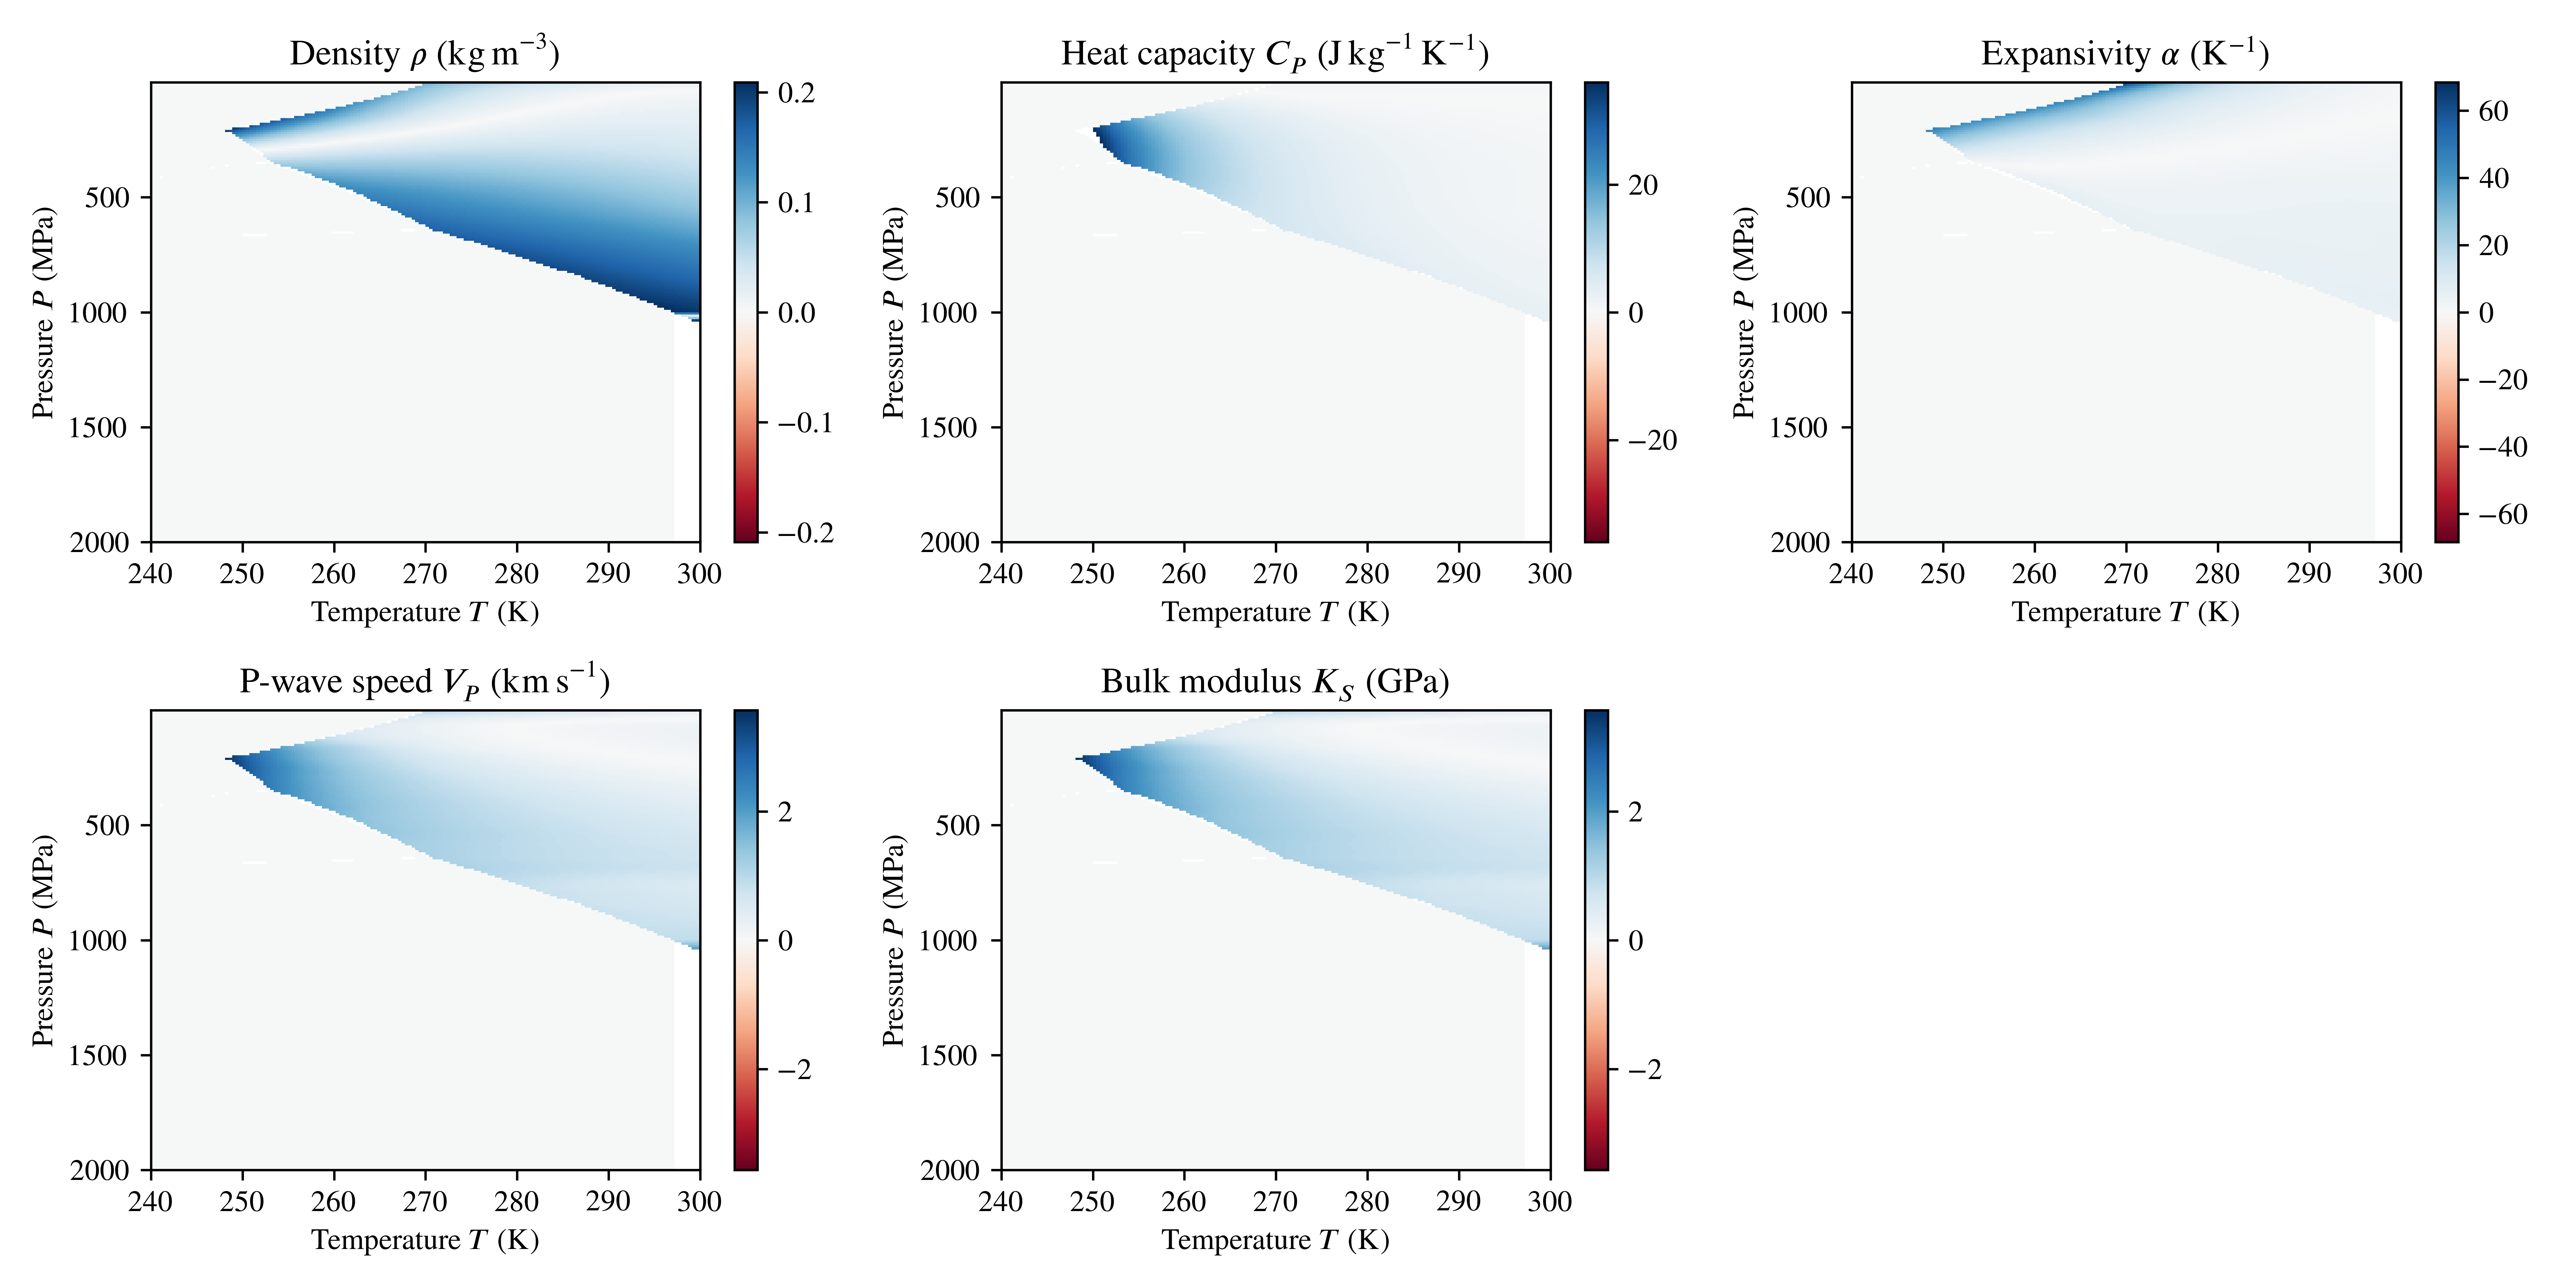 Density ρ (kg m⁻³)
Pressure P (MPa)
500
1000
1500
2000
240 250 260 270 280 290 300
Temperature T (K)
0.2
0.1
0.0
−0.1
−0.2
Heat capacity C_P (J kg⁻¹ K⁻¹)
Pressure P (MPa)
500
1000
1500
2000
240 250 260 270 280 290 300
Temperature T (K)
20
0
−20
Expansivity α (K⁻¹)
Pressure P (MPa)
500
1000
1500
2000
240 250 260 270 280 290 300
Temperature T (K)
60
40
20
0
−20
−40
−60
P-wave speed V_P (km s⁻¹)
Pressure P (MPa)
500
1000
1500
2000
240 250 260 270 280 290 300
Temperature T (K)
2
0
−2
Bulk modulus K_S (GPa)
Pressure P (MPa)
500
1000
1500
2000
240 250 260 270 280 290 300
Temperature T (K)
2
0
−2